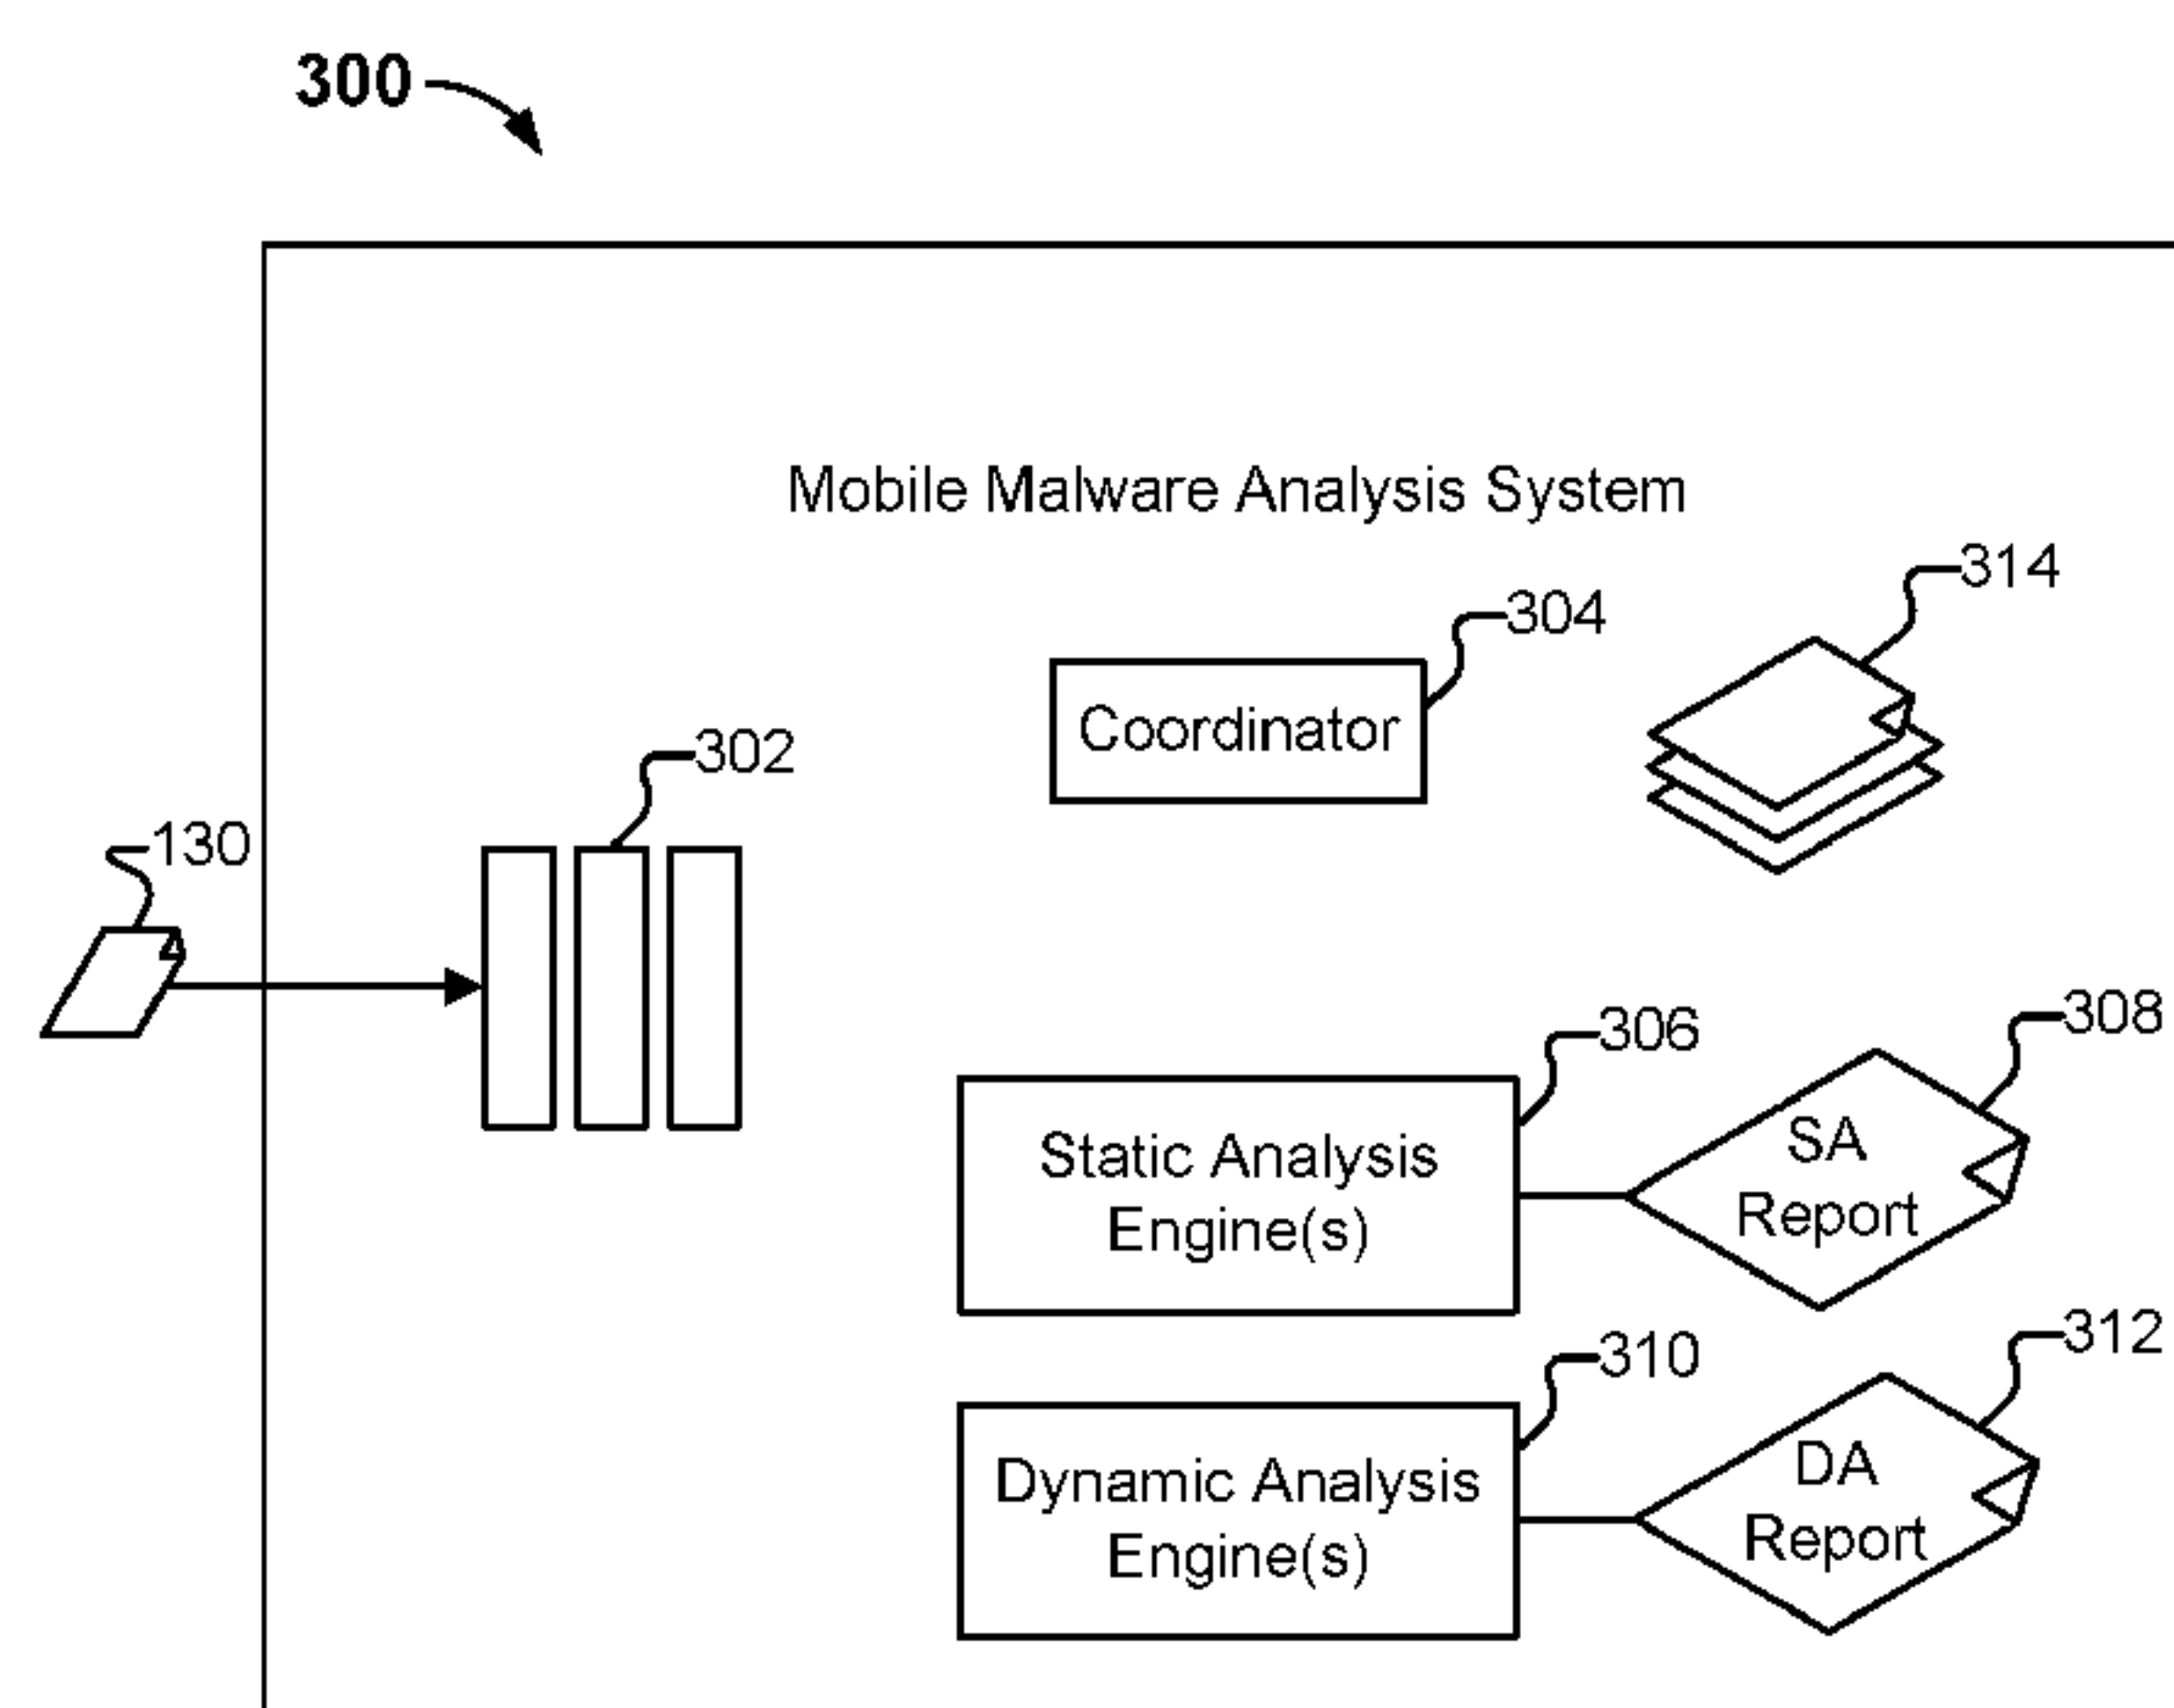 300
Mobile Malware Analysis System
314
304
Coordinator
302
130
308
306
SA
Static Analysis
Report
Engine(s)
312
310
DA
Dynamic Analysis
Report
Engine(s)